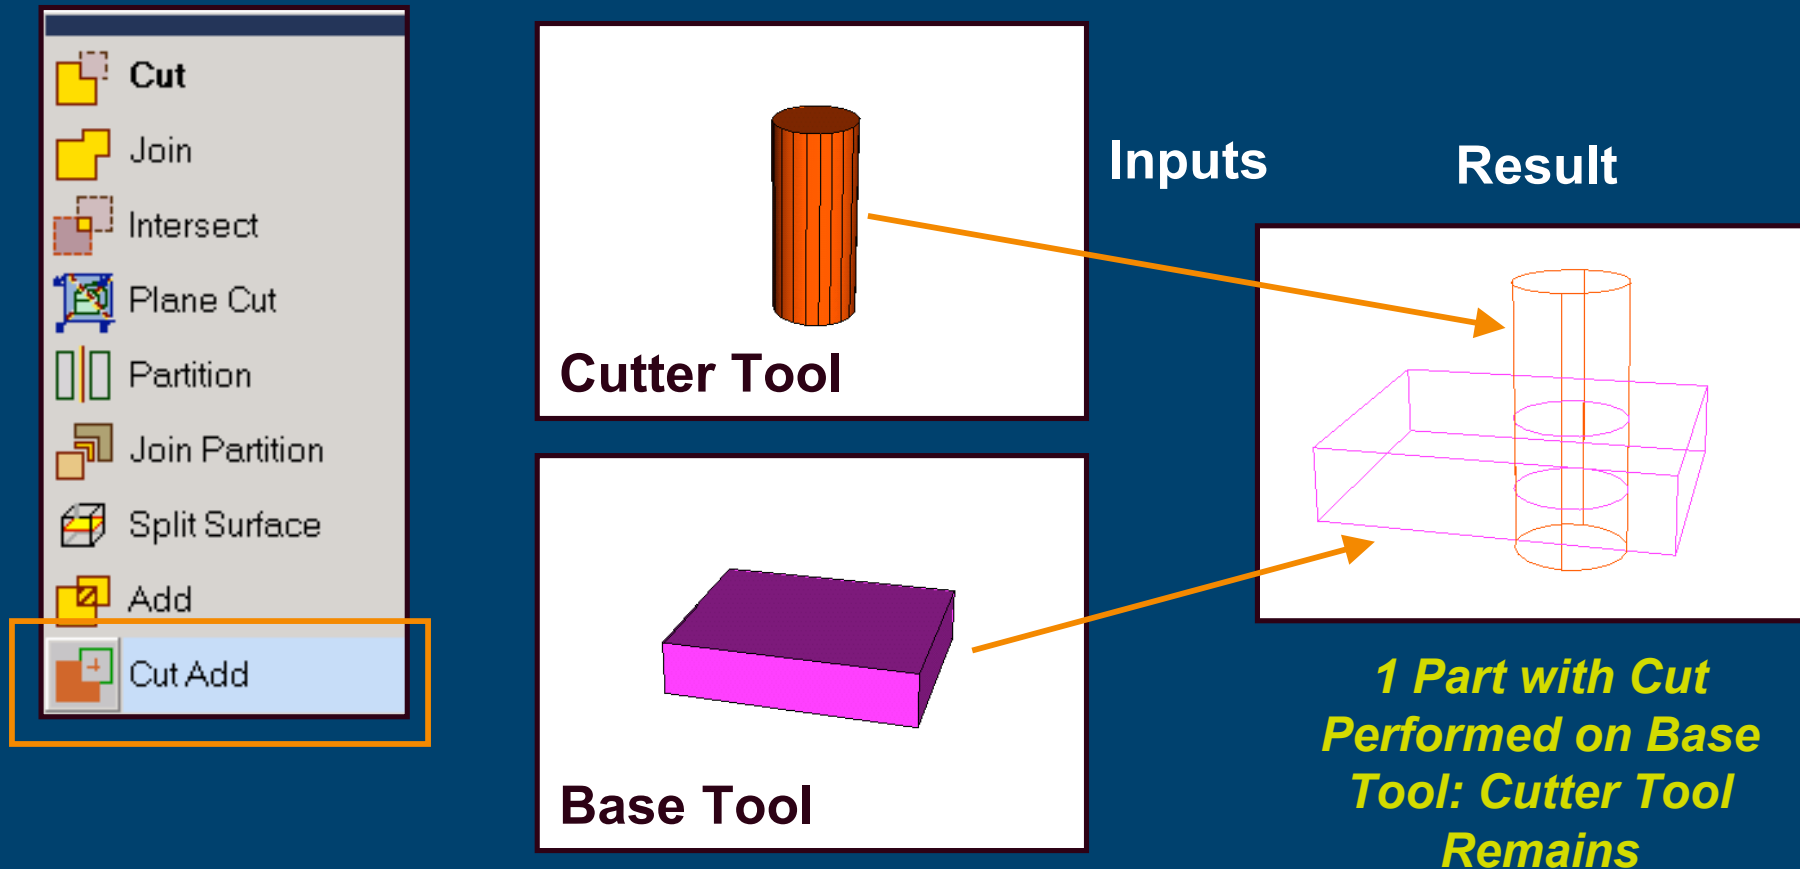 Cut
Join
Intersect
Plane Cut
Partition
Join Partition
Split Surface
Add
Cut Add
Cutter Tool
Base Tool
Inputs
Result
1 Part with Cut
Performed on Base
Tool: Cutter Tool
Remains